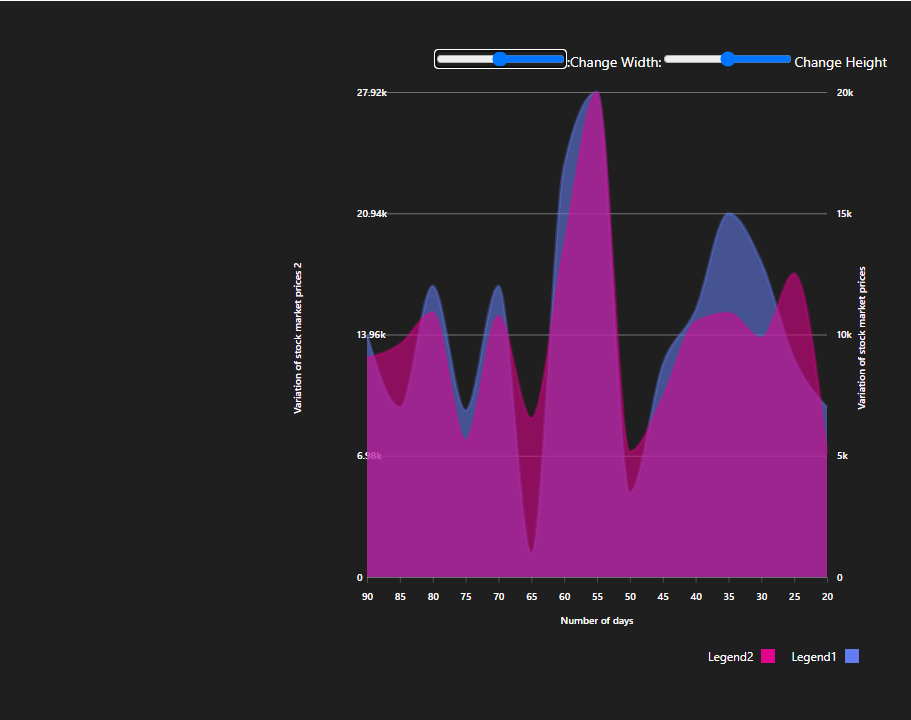 :Change Width: Change Height
27.92k
20.94k
13.96k
6.98k
0
Variation of stock market prices 2
20k
15k
10k
5k
0
Variation of stock market prices
90 85 80 75 70 65 60 55 50 45 40 35 30 25 20
Number of days
Legend2 Legend1